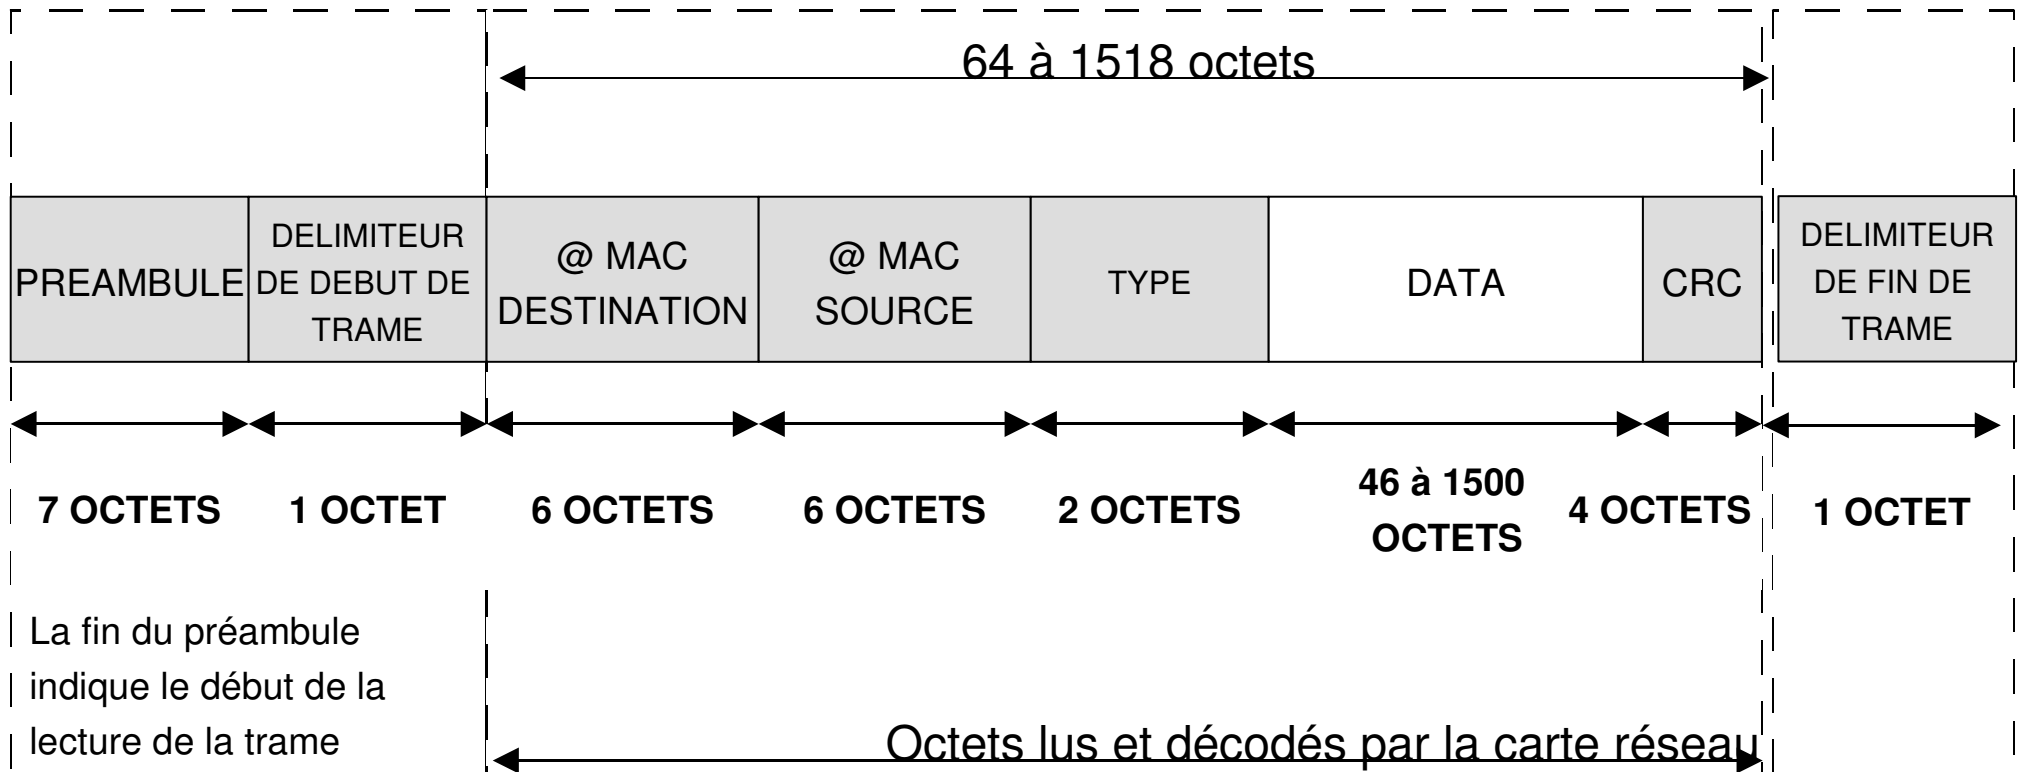 64 à 1518 octets
PREAMBULE
DELIMITEUR
DE DEBUT DE
TRAME
@ MAC
DESTINATION
@ MAC
SOURCE
TYPE
DATA
CRC
DELIMITEUR
DE FIN DE
TRAME
7 OCTETS
1 OCTET
6 OCTETS
6 OCTETS
2 OCTETS
46 à 1500
OCTETS
4 OCTETS
1 OCTET
La fin du préambule
indique le début de la
lecture de la trame
Octets lus et décodés par la carte réseau